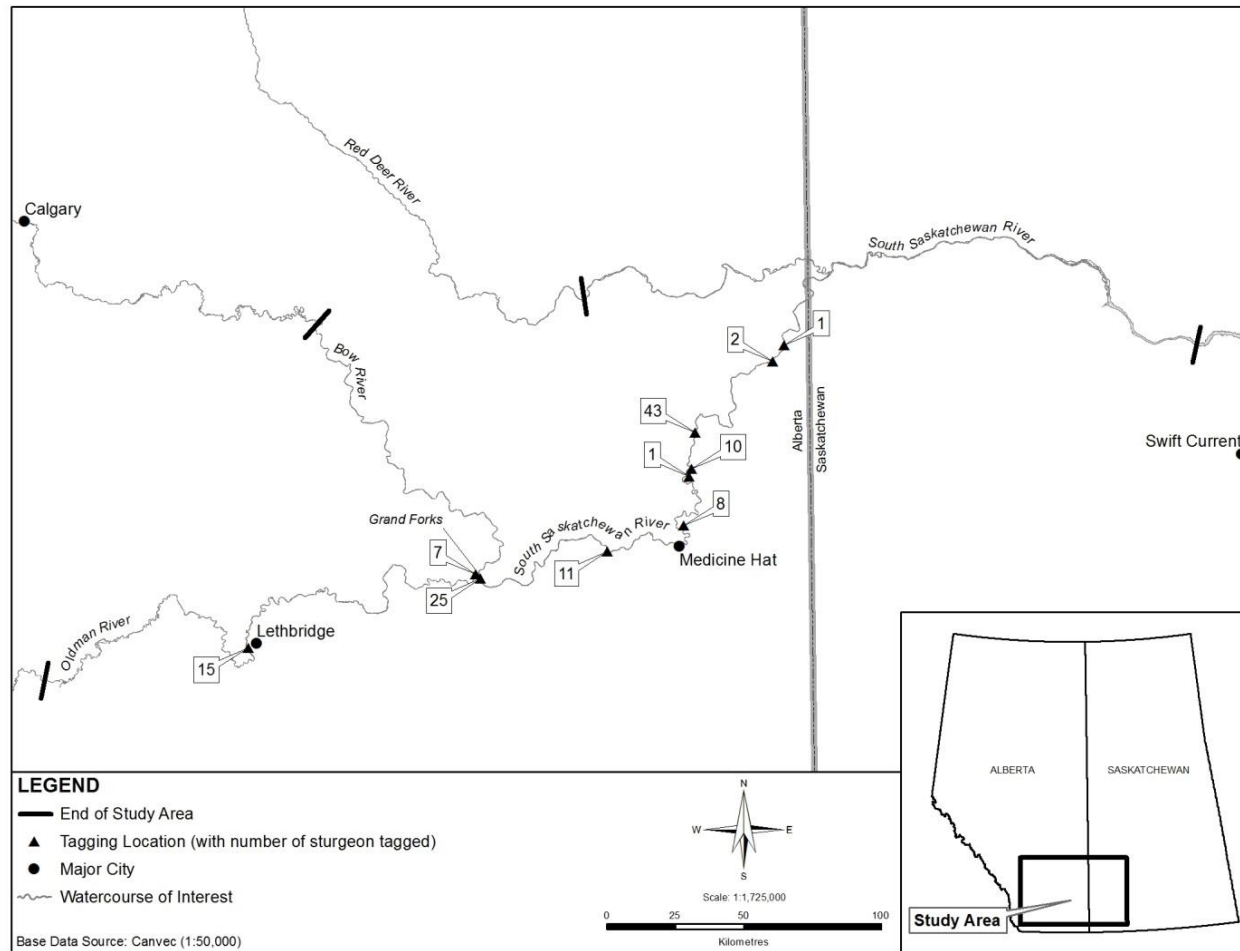 Red Deer River
Calgary
South Saskatchewan River
Bow River
2
1
43
Alberta
Saskatchewan
10
1
Swift Current
8
Grand Forks
South Saskatchewan River
Medicine Hat
7
11
25
Oldman River
Lethbridge
15
LEGEND
End of Study Area
Tagging Location (with number of sturgeon tagged)
Major City
Watercourse of Interest
Base Data Source: Canvec (1:50,000)
N
W E
S
Scale: 1:1,725,000
0 25 50 100
Kilometres
ALBERTA
SASKATCHEWAN
Study Area